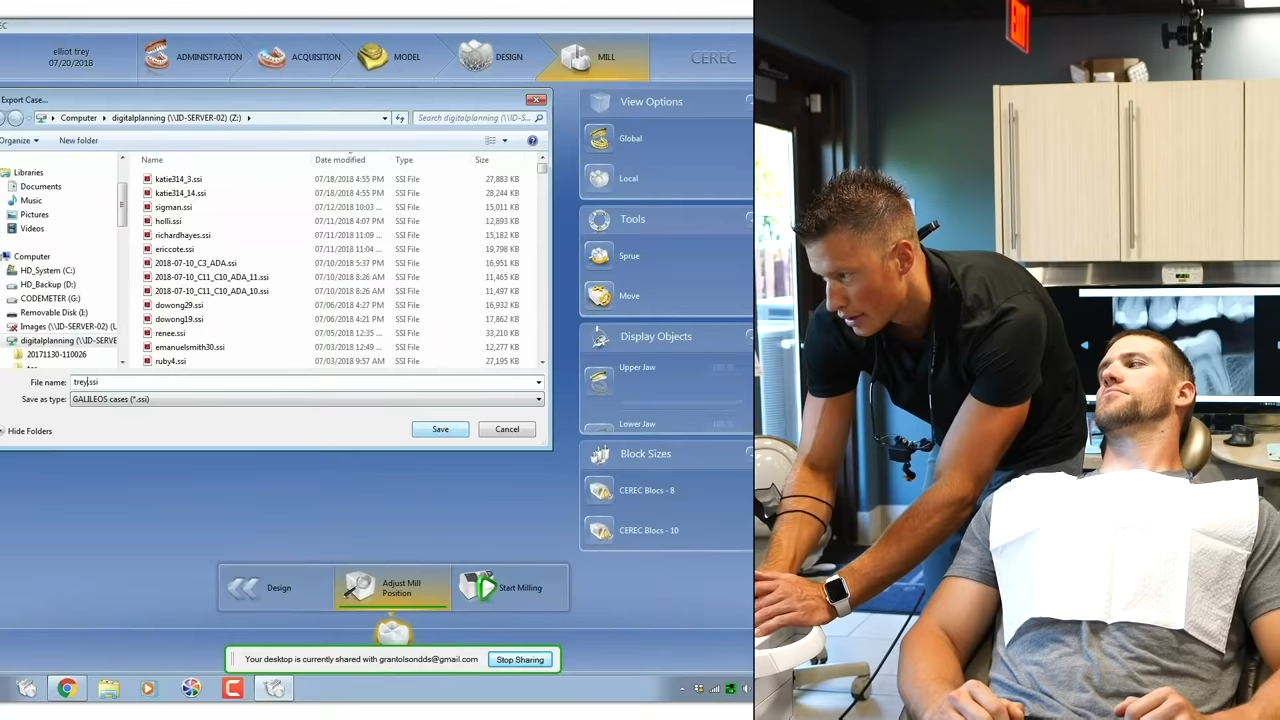 EC
elliot trey
07/20/2018
ADMINISTRATION
ACQUISITION
MODEL
DESIGN
MILL
CEREC
Export Case...
Computer
digitalplanning (\\ID-SERVER-02) (Z:)
Search digitalplanning (\\ID-S...
Organize
New folder
Name
Date modified
Type
Size
Libraries
Documents
Music
Pictures
Videos
Computer
HD_System (C:)
HD_Backup (D:)
CODEMETER (G:)
Removable Disk (I:)
Images (\\ID-SERVER-02) (U
digitalplanning (\\ID-SERVE
20171130-110026
katie314_3.ssi 07/18/2018 4:55 PM SSI File 27,883 KB
katie314_14.ssi 07/18/2018 4:55 PM SSI File 28,244 KB
sigman.ssi 07/12/2018 10:03 ... SSI File 15,011 KB
holli.ssi 07/11/2018 4:07 PM SSI File 12,893 KB
richardhayes.ssi 07/11/2018 11:09 ... SSI File 15,182 KB
ericcote.ssi 07/11/2018 11:04 ... SSI File 19,798 KB
2018-07-10_C3_ADA.ssi 07/10/2018 5:37 PM SSI File 16,951 KB
2018-07-10_C11_C10_ADA_11.ssi 07/10/2018 8:26 AM SSI File 11,465 KB
2018-07-10_C11_C10_ADA_10.ssi 07/10/2018 8:26 AM SSI File 11,497 KB
dowong29.ssi 07/06/2018 4:27 PM SSI File 16,932 KB
dowong19.ssi 07/06/2018 4:21 PM SSI File 17,862 KB
renee.ssi 07/05/2018 12:35 ... SSI File 33,210 KB
emanuelsmith30.ssi 07/03/2018 12:49 ... SSI File 12,277 KB
ruby4.ssi 07/03/2018 9:57 AM SSI File 27,195 KB
File name: trey.ssi
Save as type: GALILEOS cases (*.ssi)
Hide Folders
Save
Cancel
View Options
Global
Local
Tools
Sprue
Move
Display Objects
Upper Jaw
Lower Jaw
Block Sizes
CEREC Blocs - 8
CEREC Blocs - 10
Design
Adjust Mill
Position
Start Milling
Your desktop is currently shared with grantolsondds@gmail.com
Stop Sharing
EXIT